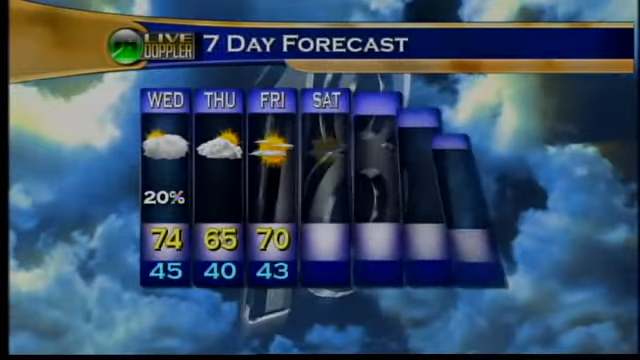 LIVE
DOPPLER
7 DAY FORECAST
WED THU FRI SAT
20%
74 65 70
45 40 43